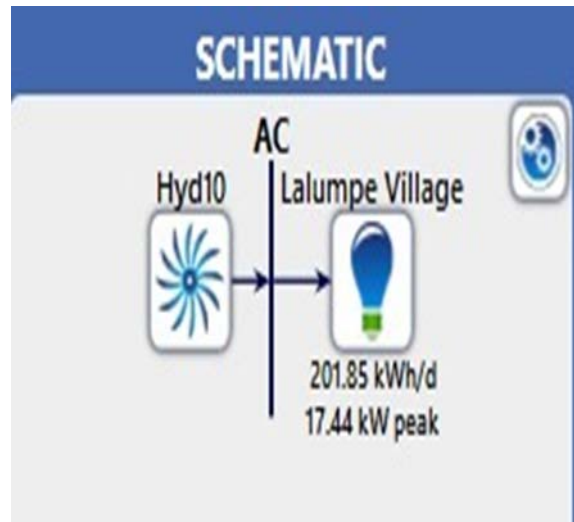 SCHEMATIC
AC
Hyd10
Lalumpe Village
201.85 kWh/d
17.44 kW peak